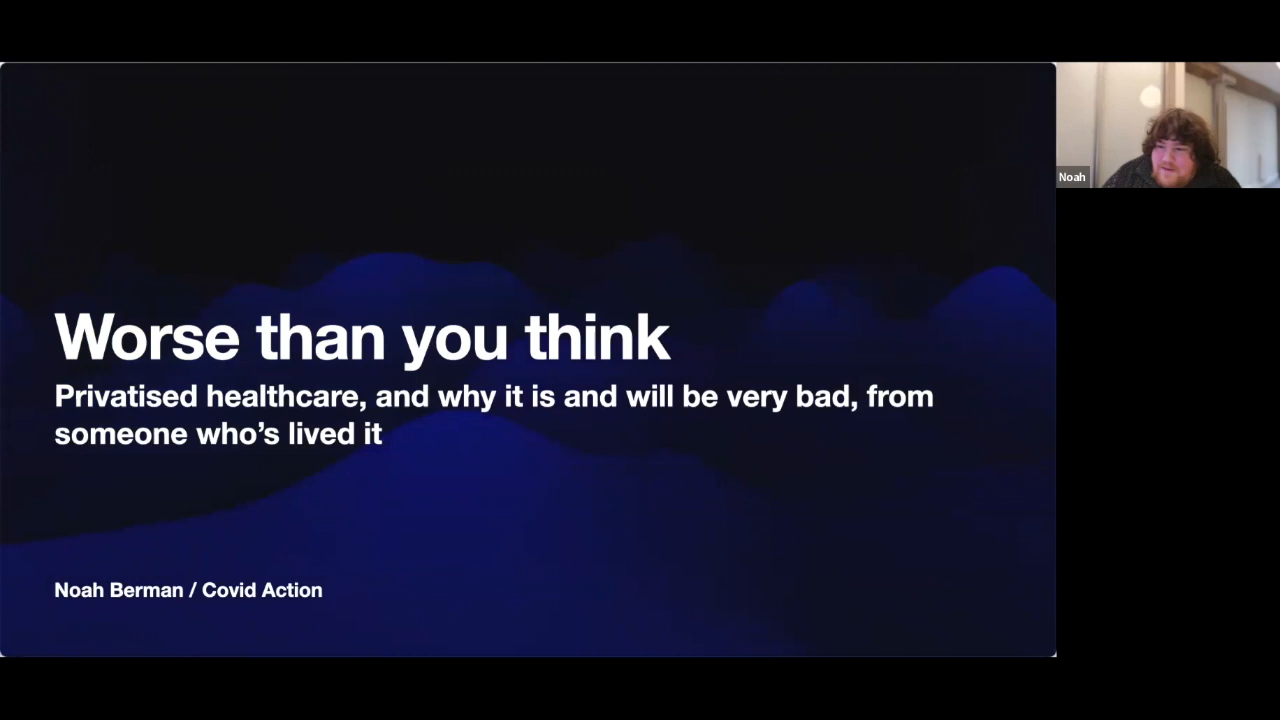 Worse than you think
Privatised healthcare, and why it is and will be very bad, from
someone who’s lived it
Noah Berman / Covid Action
Noah